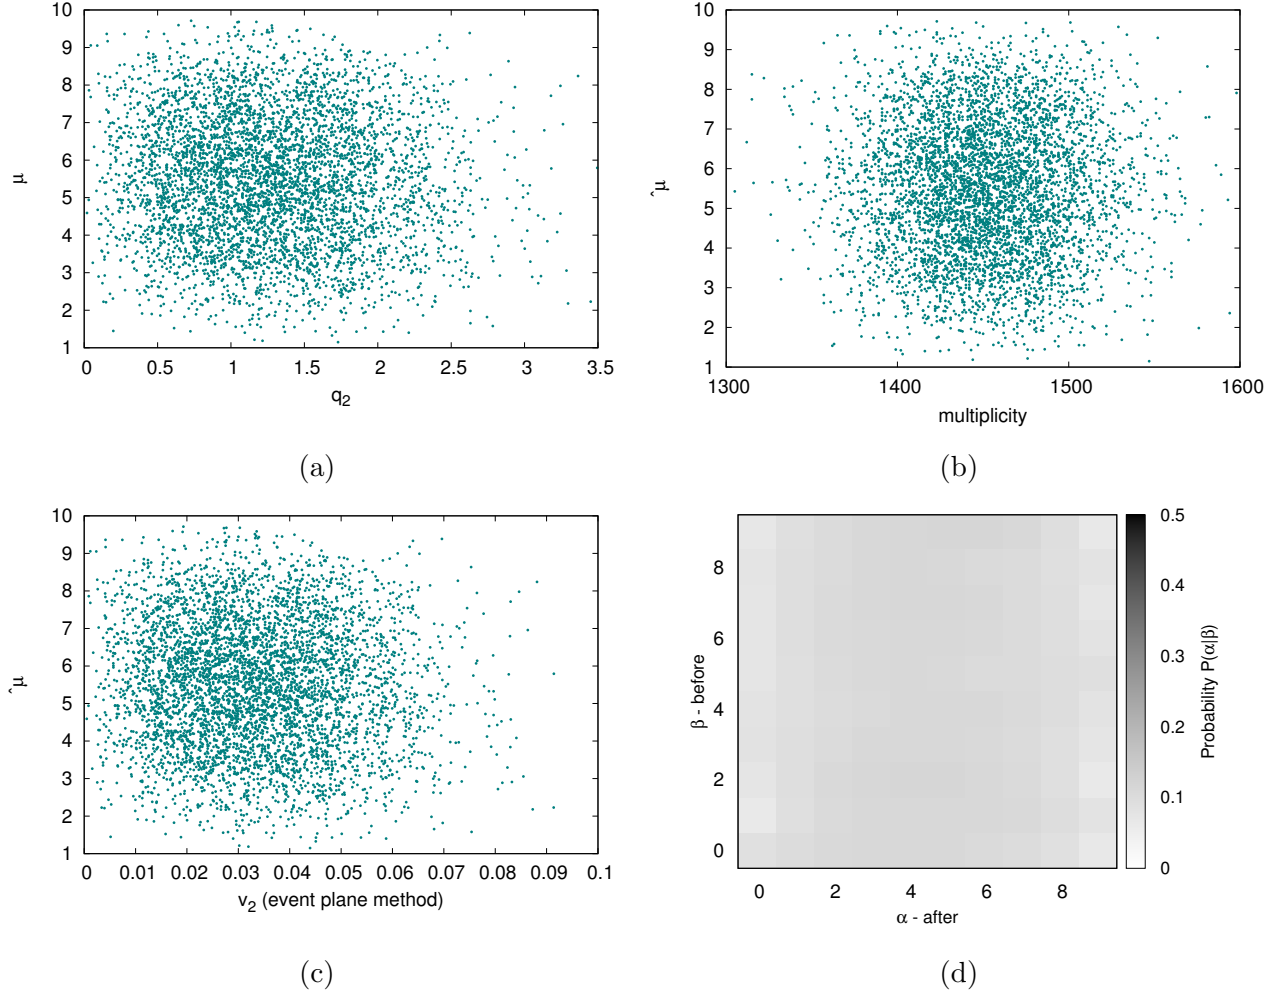 10
9
8
7
6
5
4
3
2
1
μ
0 0.5 1 1.5 2 2.5 3 3.5
q2
(a)
10
9
8
7
6
5
4
3
2
1
^μ
1300 1400 1500 1600
multiplicity
(b)
10
9
8
7
6
5
4
3
2
1
^μ
0 0.01 0.02 0.03 0.04 0.05 0.06 0.07 0.08 0.09 0.1
v2 (event plane method)
(c)
8
6
4
2
0
β - before
0 2 4 6 8
α - after
0.5
0.4
0.3
0.2
0.1
0
Probability P(α|β)
(d)